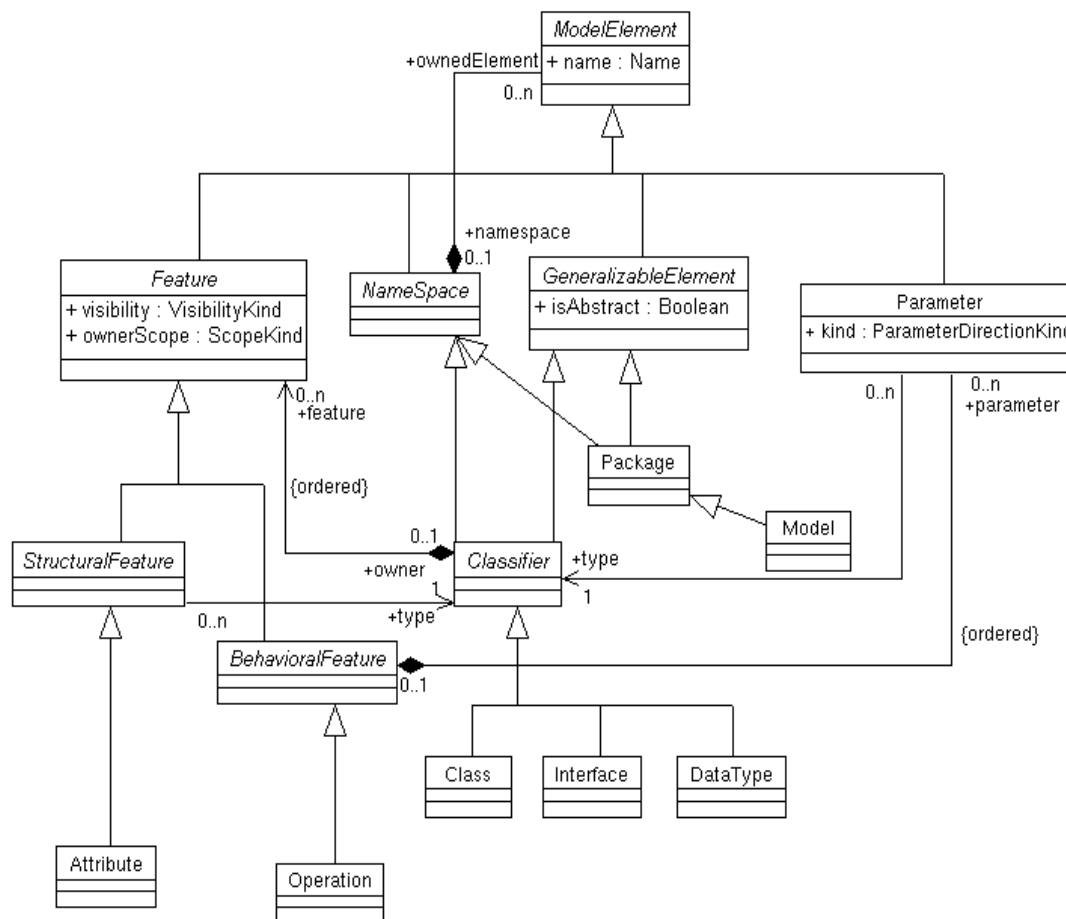 ModelElement
+ name : Name
+ownedElement
0..n
+namespace
0..1
Feature
+ visibility : VisibilityKind
+ ownerScope : ScopeKind
NameSpace
GeneralizableElement
+ isAbstract : Boolean
Parameter
+ kind : ParameterDirectionKind
0..n
+feature
0..n
0..n
+parameter
{ordered}
Package
Model
StructuralFeature
0..1
+owner
Classifier
+type
1
1
+type
0..n
{ordered}
BehavioralFeature
0..1
Class
Interface
DataType
Attribute
Operation